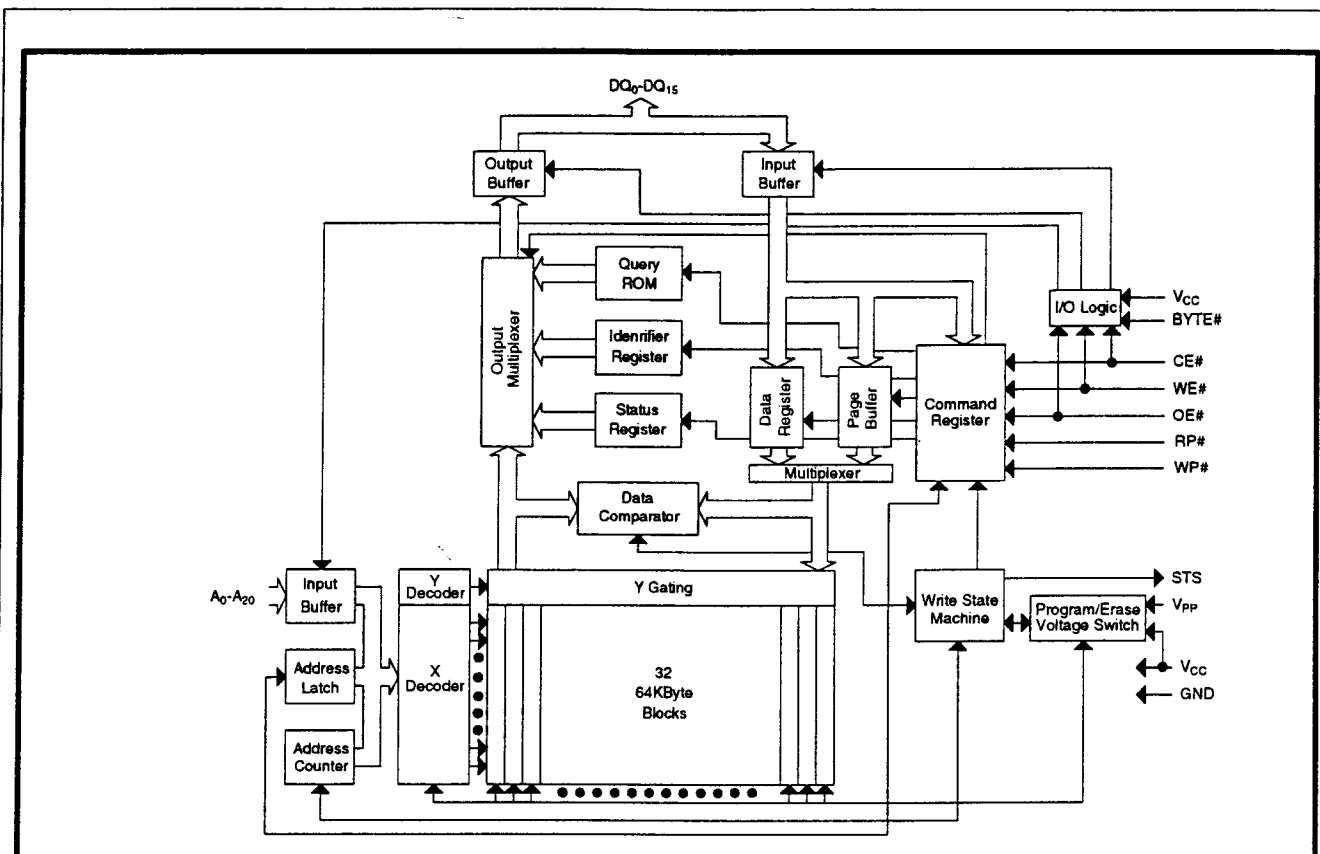 DQ0-DQ15
Output
Buffer
Input
Buffer
Query
ROM
Idenrifier
Register
Status
Register
Output
Multiplexer
Data
Register
Page
Buffer
Command
Register
I/O Logic
VCC
BYTE#
CE#
WE#
OE#
RP#
WP#
Multiplexer
Data
Comparator
A0-A20
Input
Buffer
Address
Latch
Address
Counter
Y
Decoder
X
Decoder
Y Gating
32
64KByte
Blocks
Write State
Machine
Program/Erase
Voltage Switch
STS
VPP
VCC
GND